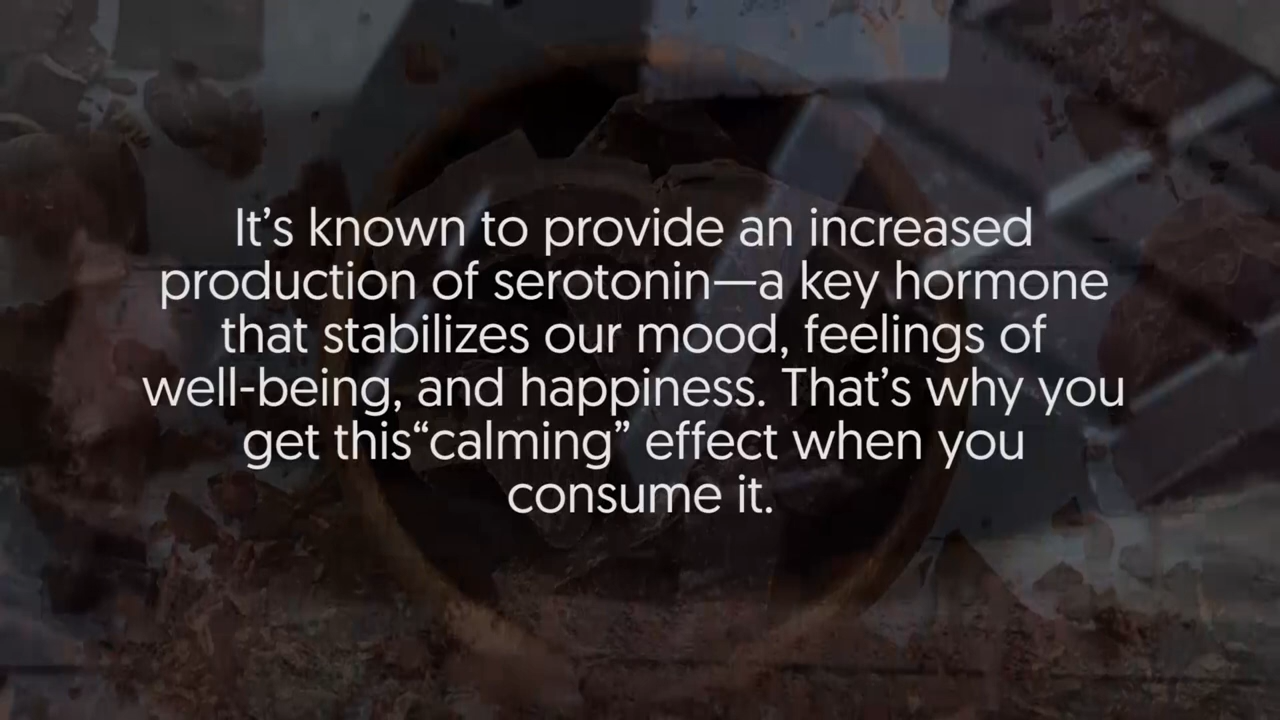 It’s known to provide an increased
production of serotonin—a key hormone
that stabilizes our mood, feelings of
well-being, and happiness. That’s why you
get this“calming” effect when you
consume it.